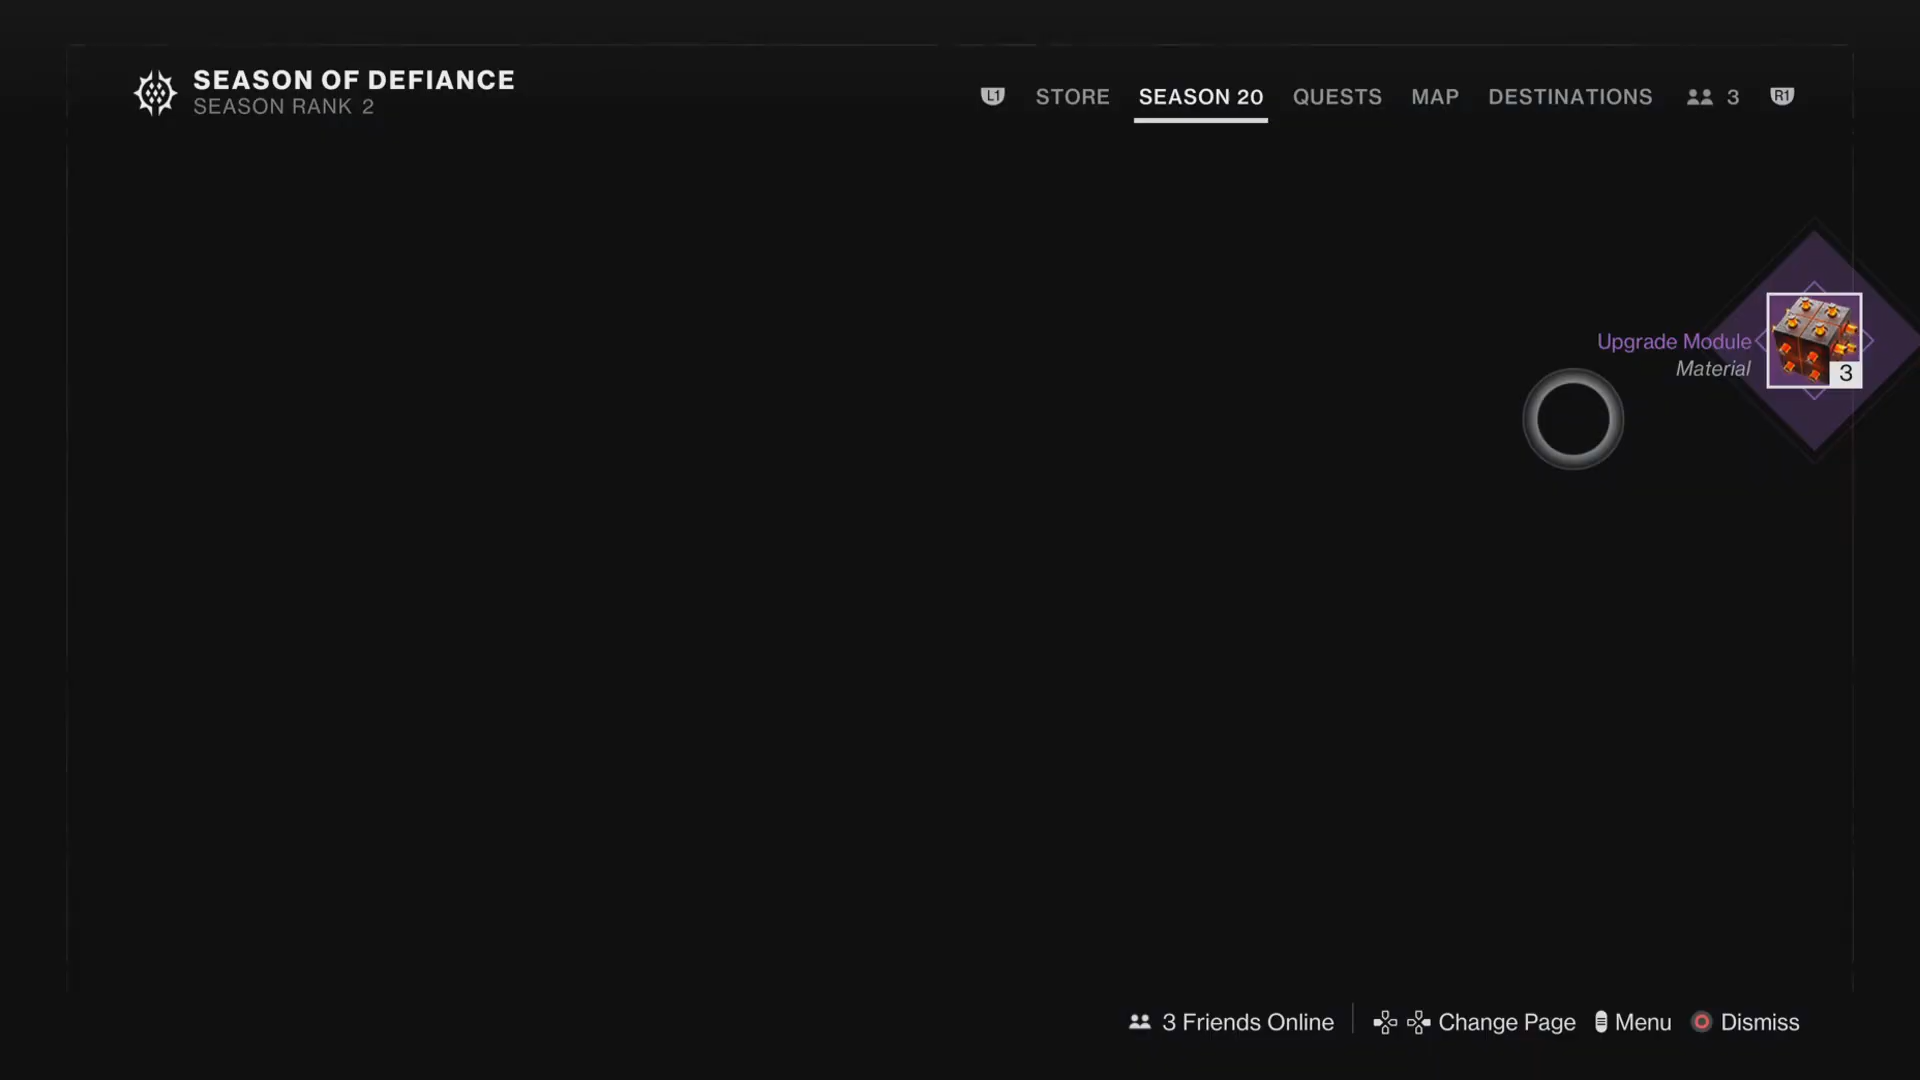 SEASON OF DEFIANCE
SEASON RANK 2
L1 STORE SEASON 20 QUESTS MAP DESTINATIONS 3 R1
Upgrade Module
Material
3
3 Friends Online Change Page Menu Dismiss